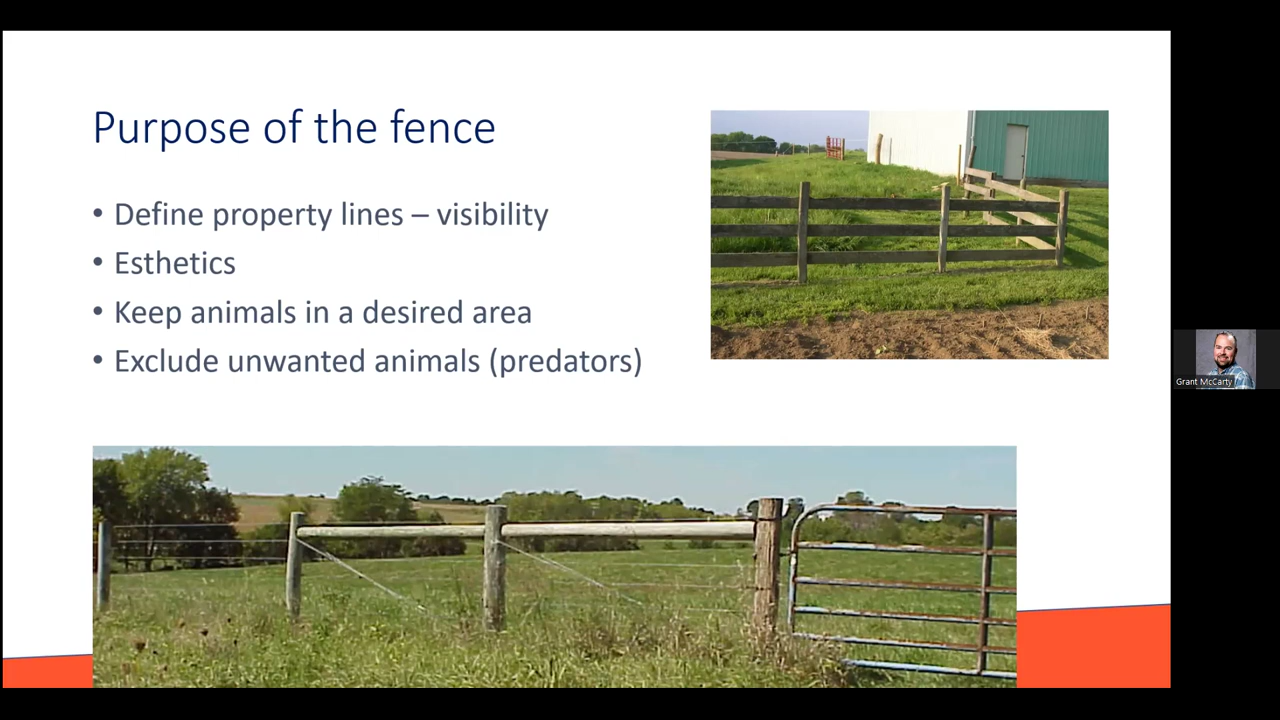 Purpose of the fence
• Define property lines – visibility
• Esthetics
• Keep animals in a desired area
• Exclude unwanted animals (predators)
Grant McCarty